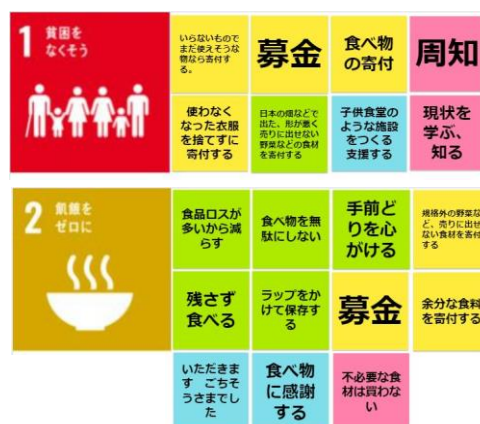 1 貧困を
なくそう
いらないもので
まだ使えそうな
物なら寄付す
る。
募金
食べ物
の寄付
周知
使わなく
なった衣服
を捨てずに
寄付する
日本の畑などで
出た、形が悪く
売りに出せない
野菜などの食材
を寄付する
子供食堂の
ような施設
をつくる
支援する
現状を
学ぶ、
知る
2 飢餓を
ゼロに
食品ロスが
多いから減
らす
食べ物を無
駄にしない
手前ど
りを心
がける
規格外の野菜な
ど、売りに出せ
ない食材を寄付
する
残さず
食べる
ラップをか
けて保存す
る
募金
余分な食料
を寄付する
いただきま
す ごちそ
うさまでし
た
食べ物
に感謝
する
不必要な食
材は買わな
い